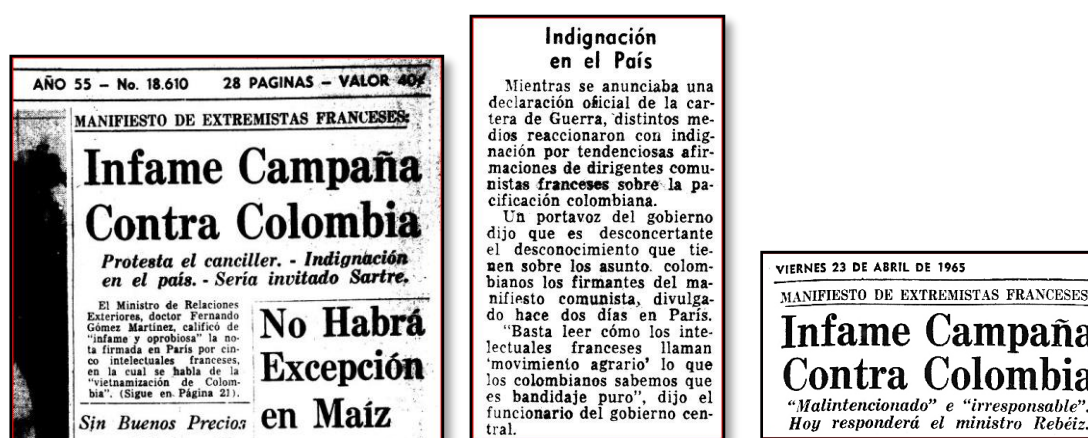 AÑO 55 — No. 18.610 28 PAGINAS — VALOR 40¢
MANIFIESTO DE EXTREMISTAS FRANCESES:
Infame Campaña
Contra Colombia
Protesta el canciller. - Indignación
en el país. - Sería invitado Sartre.
El Ministro de Relaciones
Exteriores, doctor Fernando
Gómez Martínez, calificó de
"infame y oprobiosa" la no-
ta firmada en París por cin-
co intelectuales franceses,
en la cual se habla de la
"vietnamización de Colom-
bia". (Sigue en Página 21).
Sin Buenos Precios
No Habrá
Excepción
en Maíz
Indignación
en el País
Mientras se anunciaba una
declaración oficial de la car-
tera de Guerra, distintos me-
dios reaccionaron con indig-
nación por tendenciosas afir-
maciones de dirigentes comu-
nistas franceses sobre la pa-
cificación colombiana.
Un portavoz del gobierno
dijo que es desconcertante
el desconocimiento que tie-
nen sobre los asunto. colom-
bianos los firmantes del ma-
nifiesto comunista, divulga-
do hace dos días en París.
"Basta leer cómo los inte-
lectuales franceses llaman
'movimiento agrario' lo que
los colombianos sabemos que
es bandidaje puro", dijo el
funcionario del gobierno cen-
tral.
VIERNES 23 DE ABRIL DE 1965
MANIFIESTO DE EXTREMISTAS FRANCESES
Infame Campaña
Contra Colombia
"Malintencionado" e "irresponsable".
Hoy responderá el ministro Rebéiz.